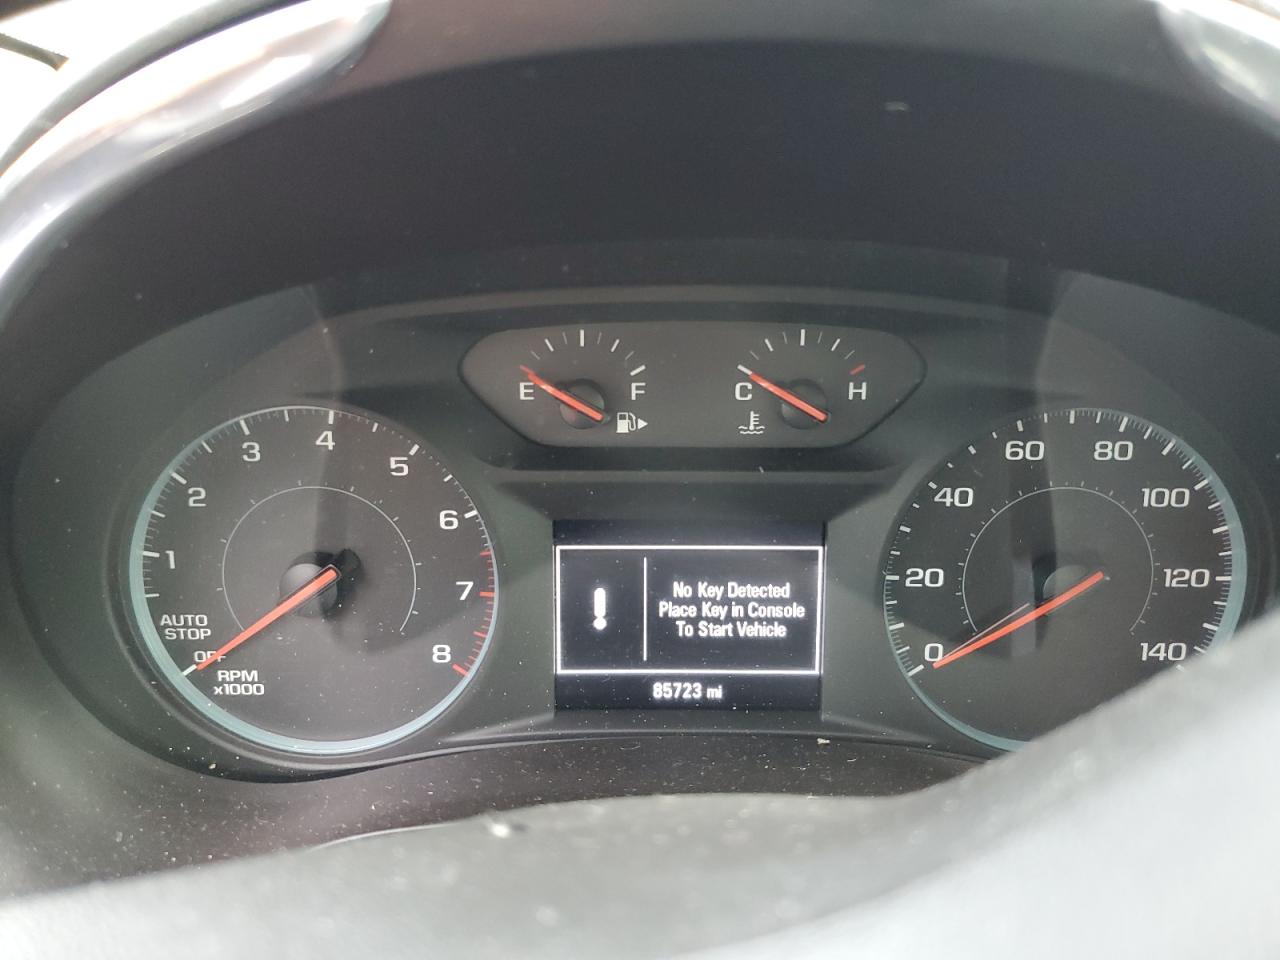 E
F
C
H
1
2
3
4
5
6
7
8
AUTO
STOP
OFF
RPM
x1000
No Key Detected
Place Key in Console
To Start Vehicle
85723 mi
0
20
40
60
80
100
120
140